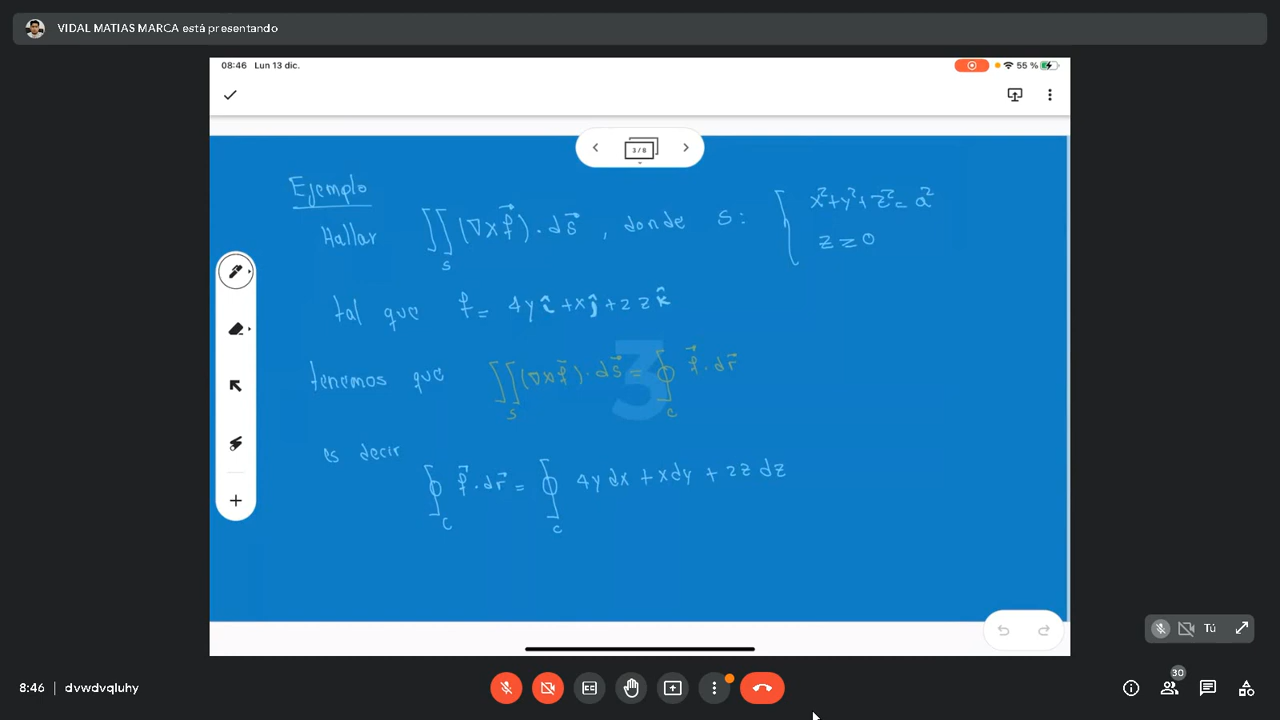 VIDAL MATIAS MARCA está presentando
08:46 Lun 13 dic.
55 %
3/8
Ejemplo
Hallar ∬_S (∇×f⃗)·ds⃗, donde S: { x²+y²+z²=a²
z≥0
tal que f = 4y î + x ĵ + 2z k̂
3
tenemos que ∬_S (∇×f⃗)·ds⃗ = ∮_C f⃗·dr⃗
es decir
∮_C f⃗·dr⃗ = ∮_C 4y dx + x dy + 2z dz
Tú
30
8:46 dvwdvqluhy